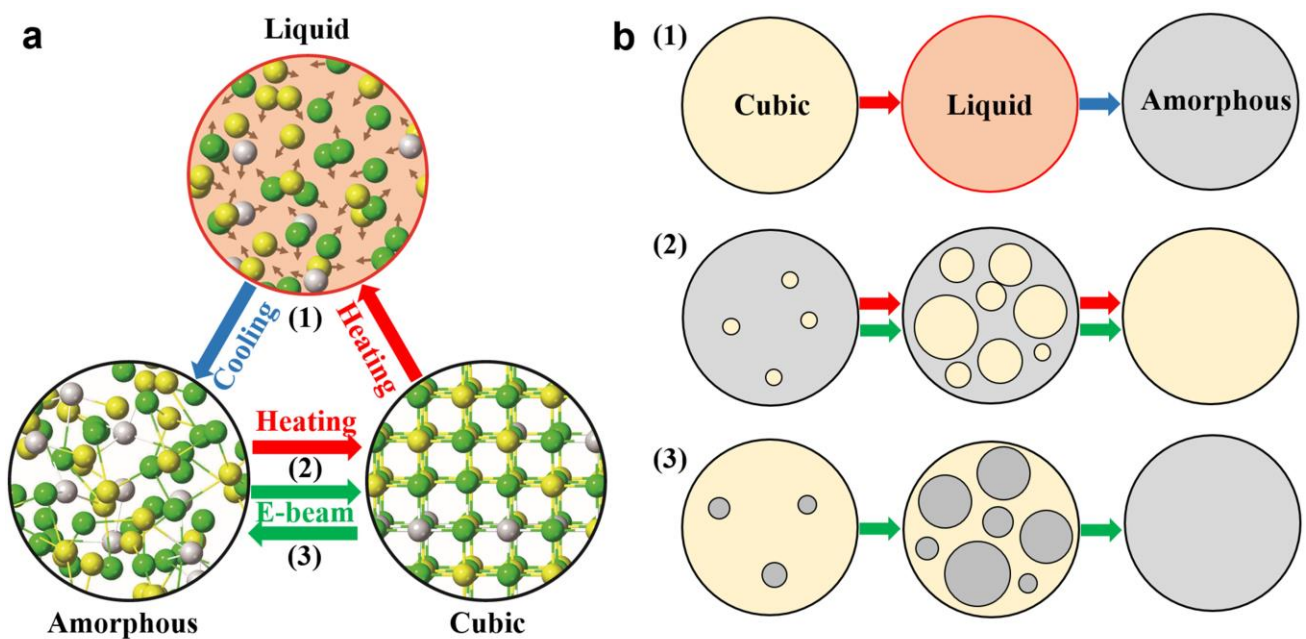 a
Liquid
(1)
Cooling
Heating
Heating
(2)
E-beam
(3)
Amorphous
Cubic
b
(1)
Cubic
Liquid
Amorphous
(2)
(3)